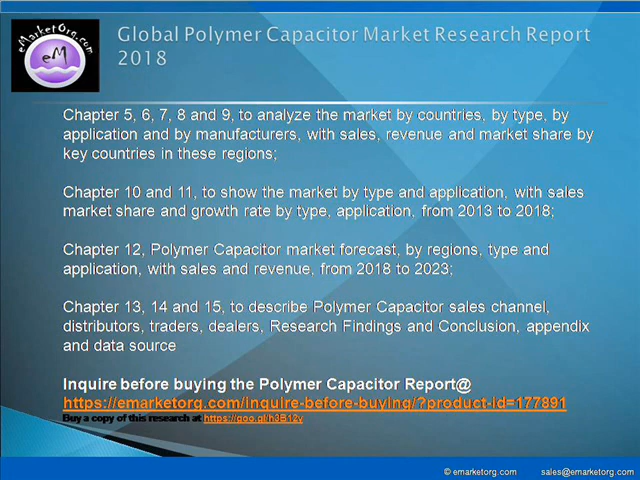 eMarketOrg.com
eM
Global Polymer Capacitor Market Research Report
2018
Chapter 5, 6, 7, 8 and 9, to analyze the market by countries, by type, by
application and by manufacturers, with sales, revenue and market share by
key countries in these regions;
Chapter 10 and 11, to show the market by type and application, with sales
market share and growth rate by type, application, from 2013 to 2018;
Chapter 12, Polymer Capacitor market forecast, by regions, type and
application, with sales and revenue, from 2018 to 2023;
Chapter 13, 14 and 15, to describe Polymer Capacitor sales channel,
distributors, traders, dealers, Research Findings and Conclusion, appendix
and data source
Inquire before buying the Polymer Capacitor Report@
https://emarketorg.com/inquire-before-buying/?product-id=177891
Buy a copy of this research at https://goo.gl/h3B12v
© emarketorg.com sales@emarketorg.com